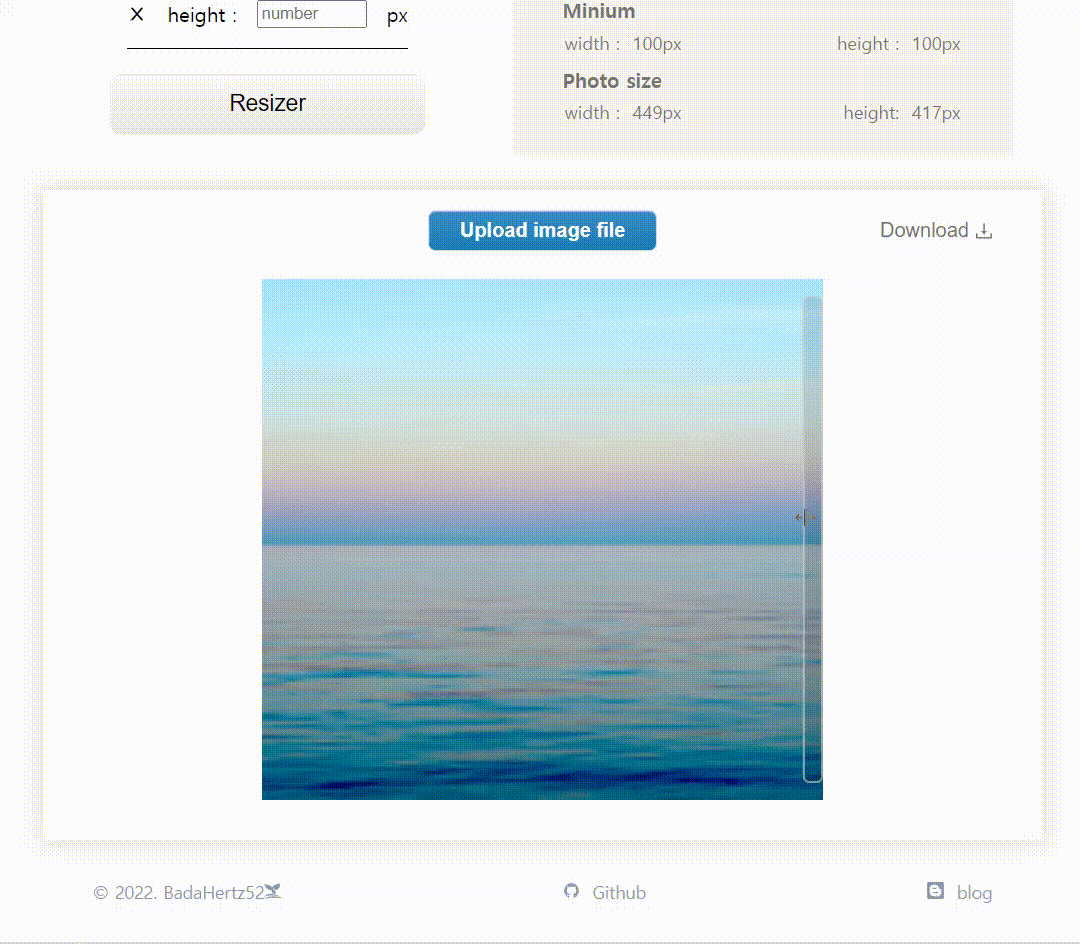 X height : number px
Resizer
Minium
width : 100px height : 100px
Photo size
width : 449px height: 417px
Upload image file
Download
© 2022. BadaHertz52
Github
blog